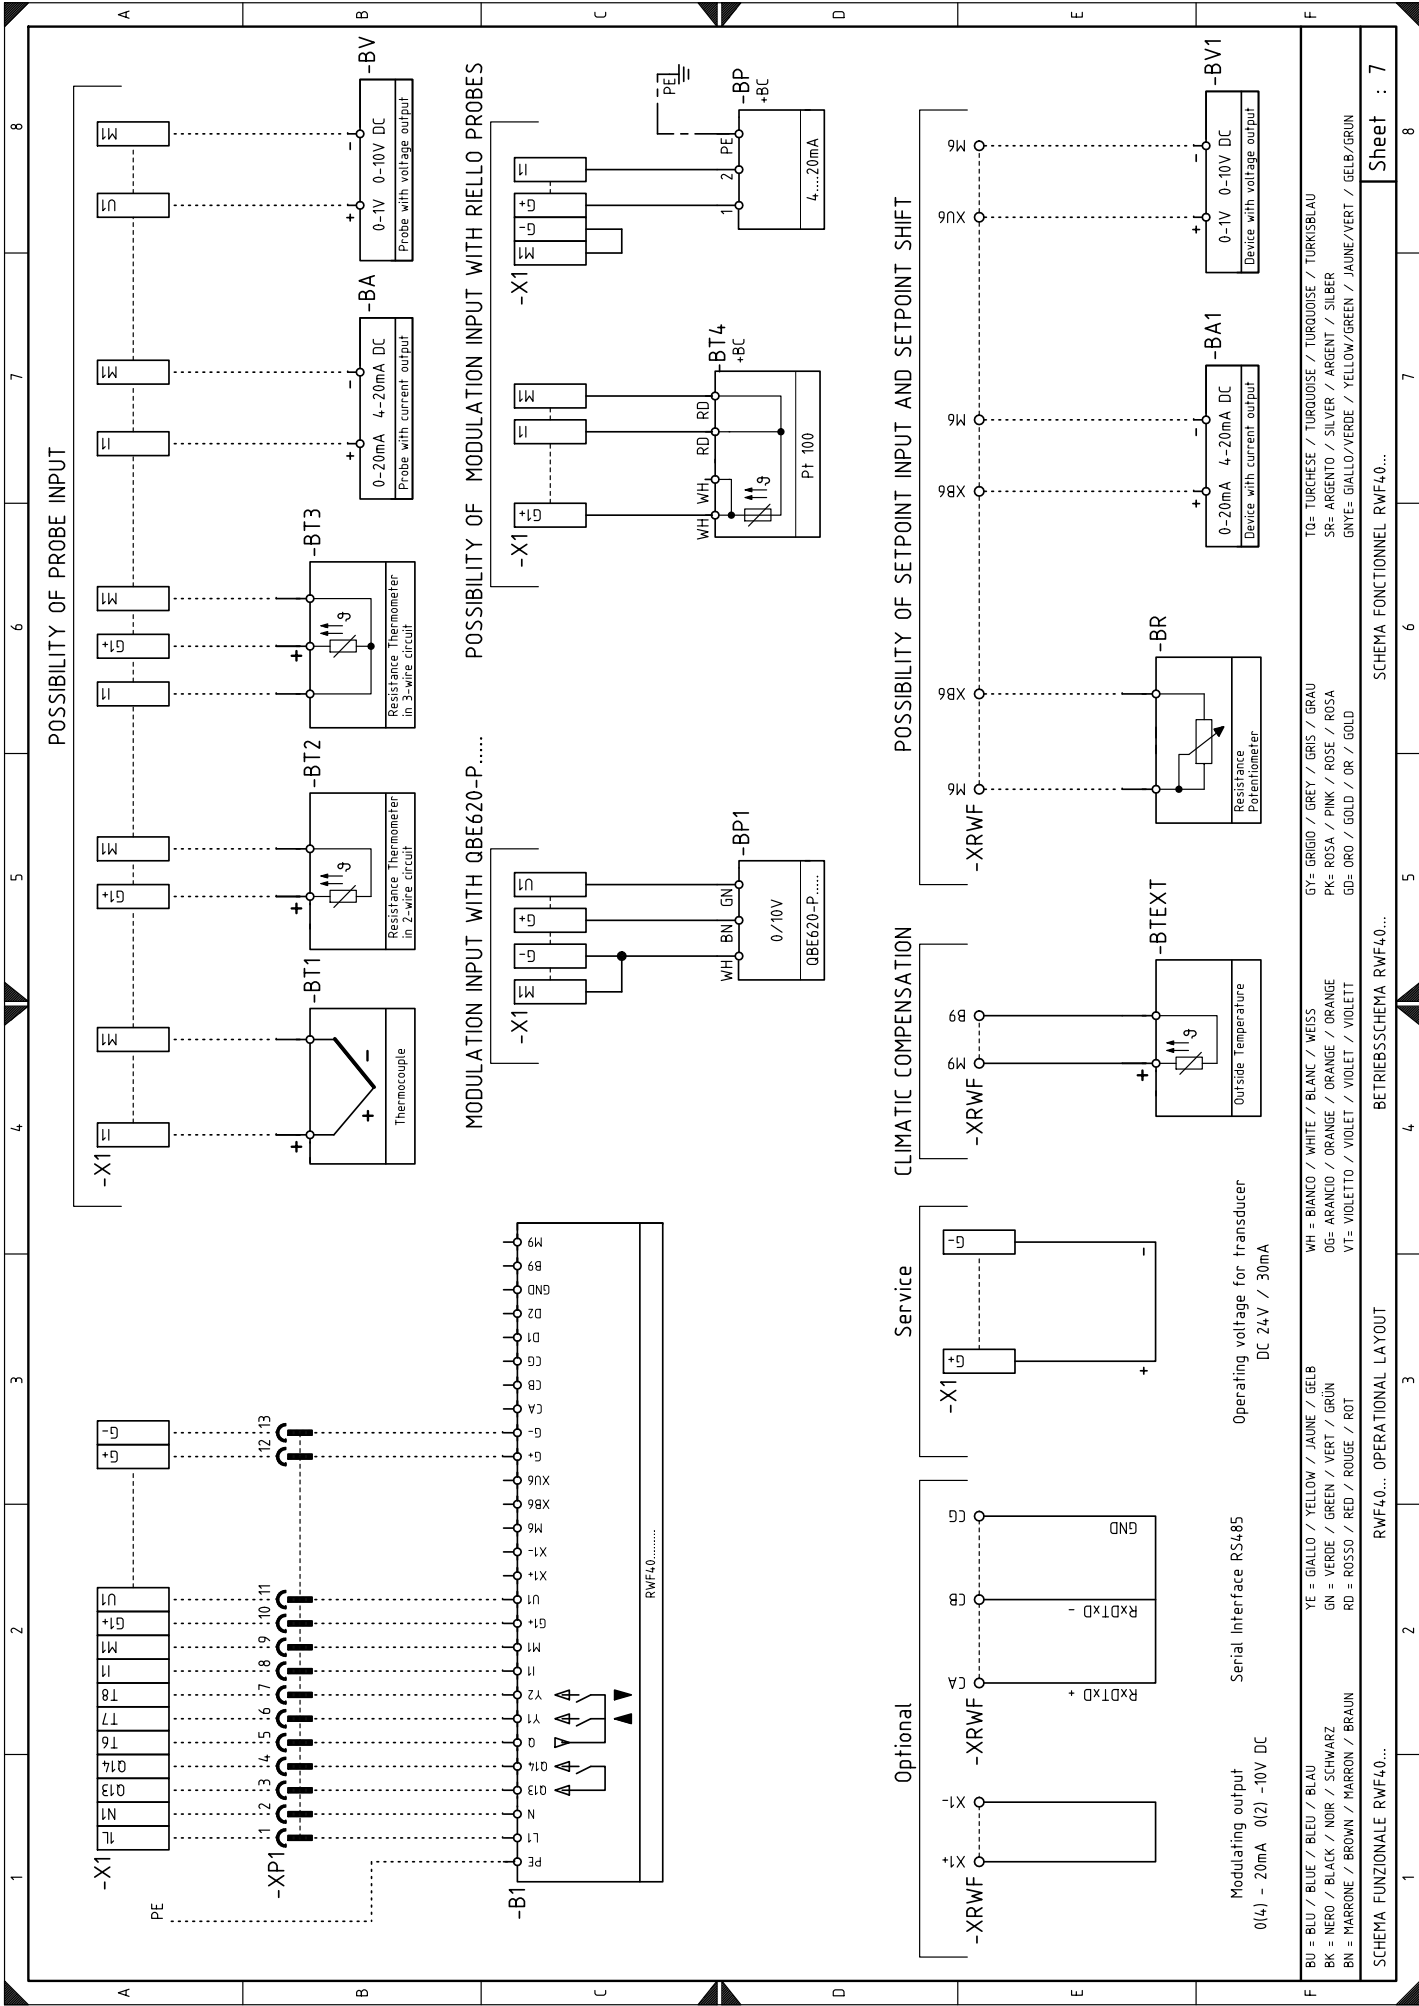 1 2 3 4 5 6 7 8
A
B
C
D
E
F
POSSIBILITY OF PROBE INPUT
-X1
1L N1 Q13 Q14 T6 T7 T8 I1 M1 G1+ U1 G+ G-
-XP1
1 2 3 4 5 6 7 8 9 10 11 12 13
PE
-B1
PE L1 N Q13 Q14 Q Y1 Y2 I1 M1 G1+ U1 X1+ X1- M6 XB6 XU6 G+ G- CA CB CG D1 D2 GND B9 M9
RWF40.........
-X1
I1 M1
-BT1
+
+ -
Thermocouple
G1+ M1
-BT2
+
ϑ
Resistance Thermometer
in 2-wire circuit
I1 G1+ M1
-BT3
+
ϑ
Resistance Thermometer
in 3-wire circuit
I1 M1
-BA
+ -
0-20mA 4-20mA DC
Probe with current output
U1 M1
-BV
+ -
0-1V 0-10V DC
Probe with voltage output
MODULATION INPUT WITH QBE620-P.....
-X1
M1 G- G+ U1
WH BN GN
-BP1
0/10V
QBE620-P.....
POSSIBILITY OF MODULATION INPUT WITH RIELLO PROBES
-X1
G1+ I1 M1
WH WH RD RD
-BT4
+BC
ϑ
Pt 100
-X1
M1 G- G+ I1
1 2 PE
PE
-BP
+BC
4....20mA
Optional
-XRWF
X1+ X1-
Modulating output
0(4) - 20mA 0(2) -10V DC
-XRWF
CA CB CG
RxDTxD +
RxDTxD -
GND
Serial Interface RS485
Service
-X1
G+ G-
+ -
Operating voltage for transducer
DC 24V / 30mA
CLIMATIC COMPENSATION
-XRWF
M9 B9
-BTEXT
+
ϑ
Outside Temperature
POSSIBILITY OF SETPOINT INPUT AND SETPOINT SHIFT
-XRWF
M6 XB6
-BR
Resistance
Potentiometer
XB6 M6
-BA1
+ -
0-20mA 4-20mA DC
Device with current output
XU6 M6
-BV1
+ -
0-1V 0-10V DC
Device with voltage output
BU = BLU / BLUE / BLEU / BLAU
BK = NERO / BLACK / NOIR / SCHWARZ
BN = MARRONE / BROWN / MARRON / BRAUN
YE = GIALLO / YELLOW / JAUNE / GELB
GN = VERDE / GREEN / VERT / GRÜN
RD = ROSSO / RED / ROUGE / ROT
WH = BIANCO / WHITE / BLANC / WEISS
OG= ARANCIO / ORANGE / ORANGE / ORANGE
VT= VIOLETTO / VIOLET / VIOLET / VIOLETT
GY= GRIGIO / GREY / GRIS / GRAU
PK= ROSA / PINK / ROSE / ROSA
GD= ORO / GOLD / OR / GOLD
TQ= TURCHESE / TURQUOISE / TURQUOISE / TURKISBLAU
SR= ARGENTO / SILVER / ARGENT / SILBER
GNYE= GIALLO/VERDE / YELLOW/GREEN / JAUNE/VERT / GELB/GRUN
SCHEMA FUNZIONALE RWF40...
RWF40... OPERATIONAL LAYOUT
BETRIEBSSCHEMA RWF40...
SCHEMA FONCTIONNEL RWF40...
Sheet : 7
1 2 3 4 5 6 7 8
A
B
C
D
E
F